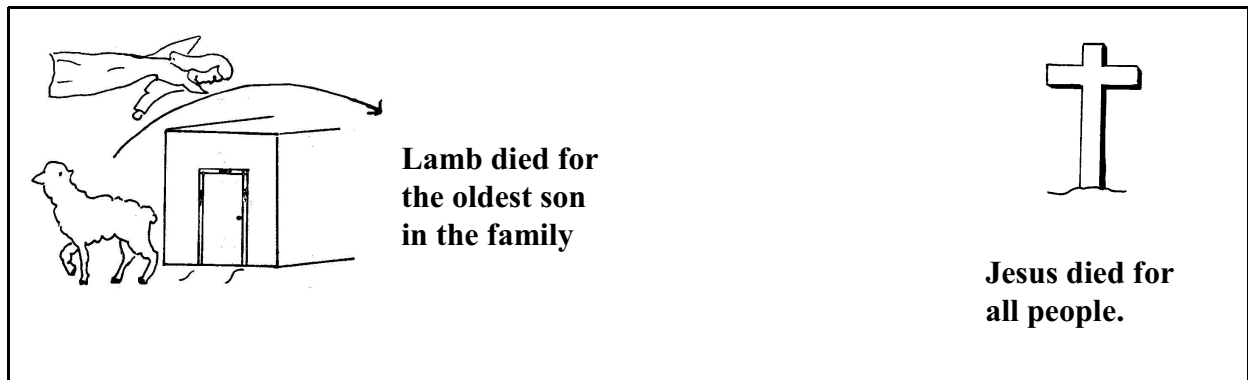 Lamb died for
the oldest son
in the family
Jesus died for
all people.